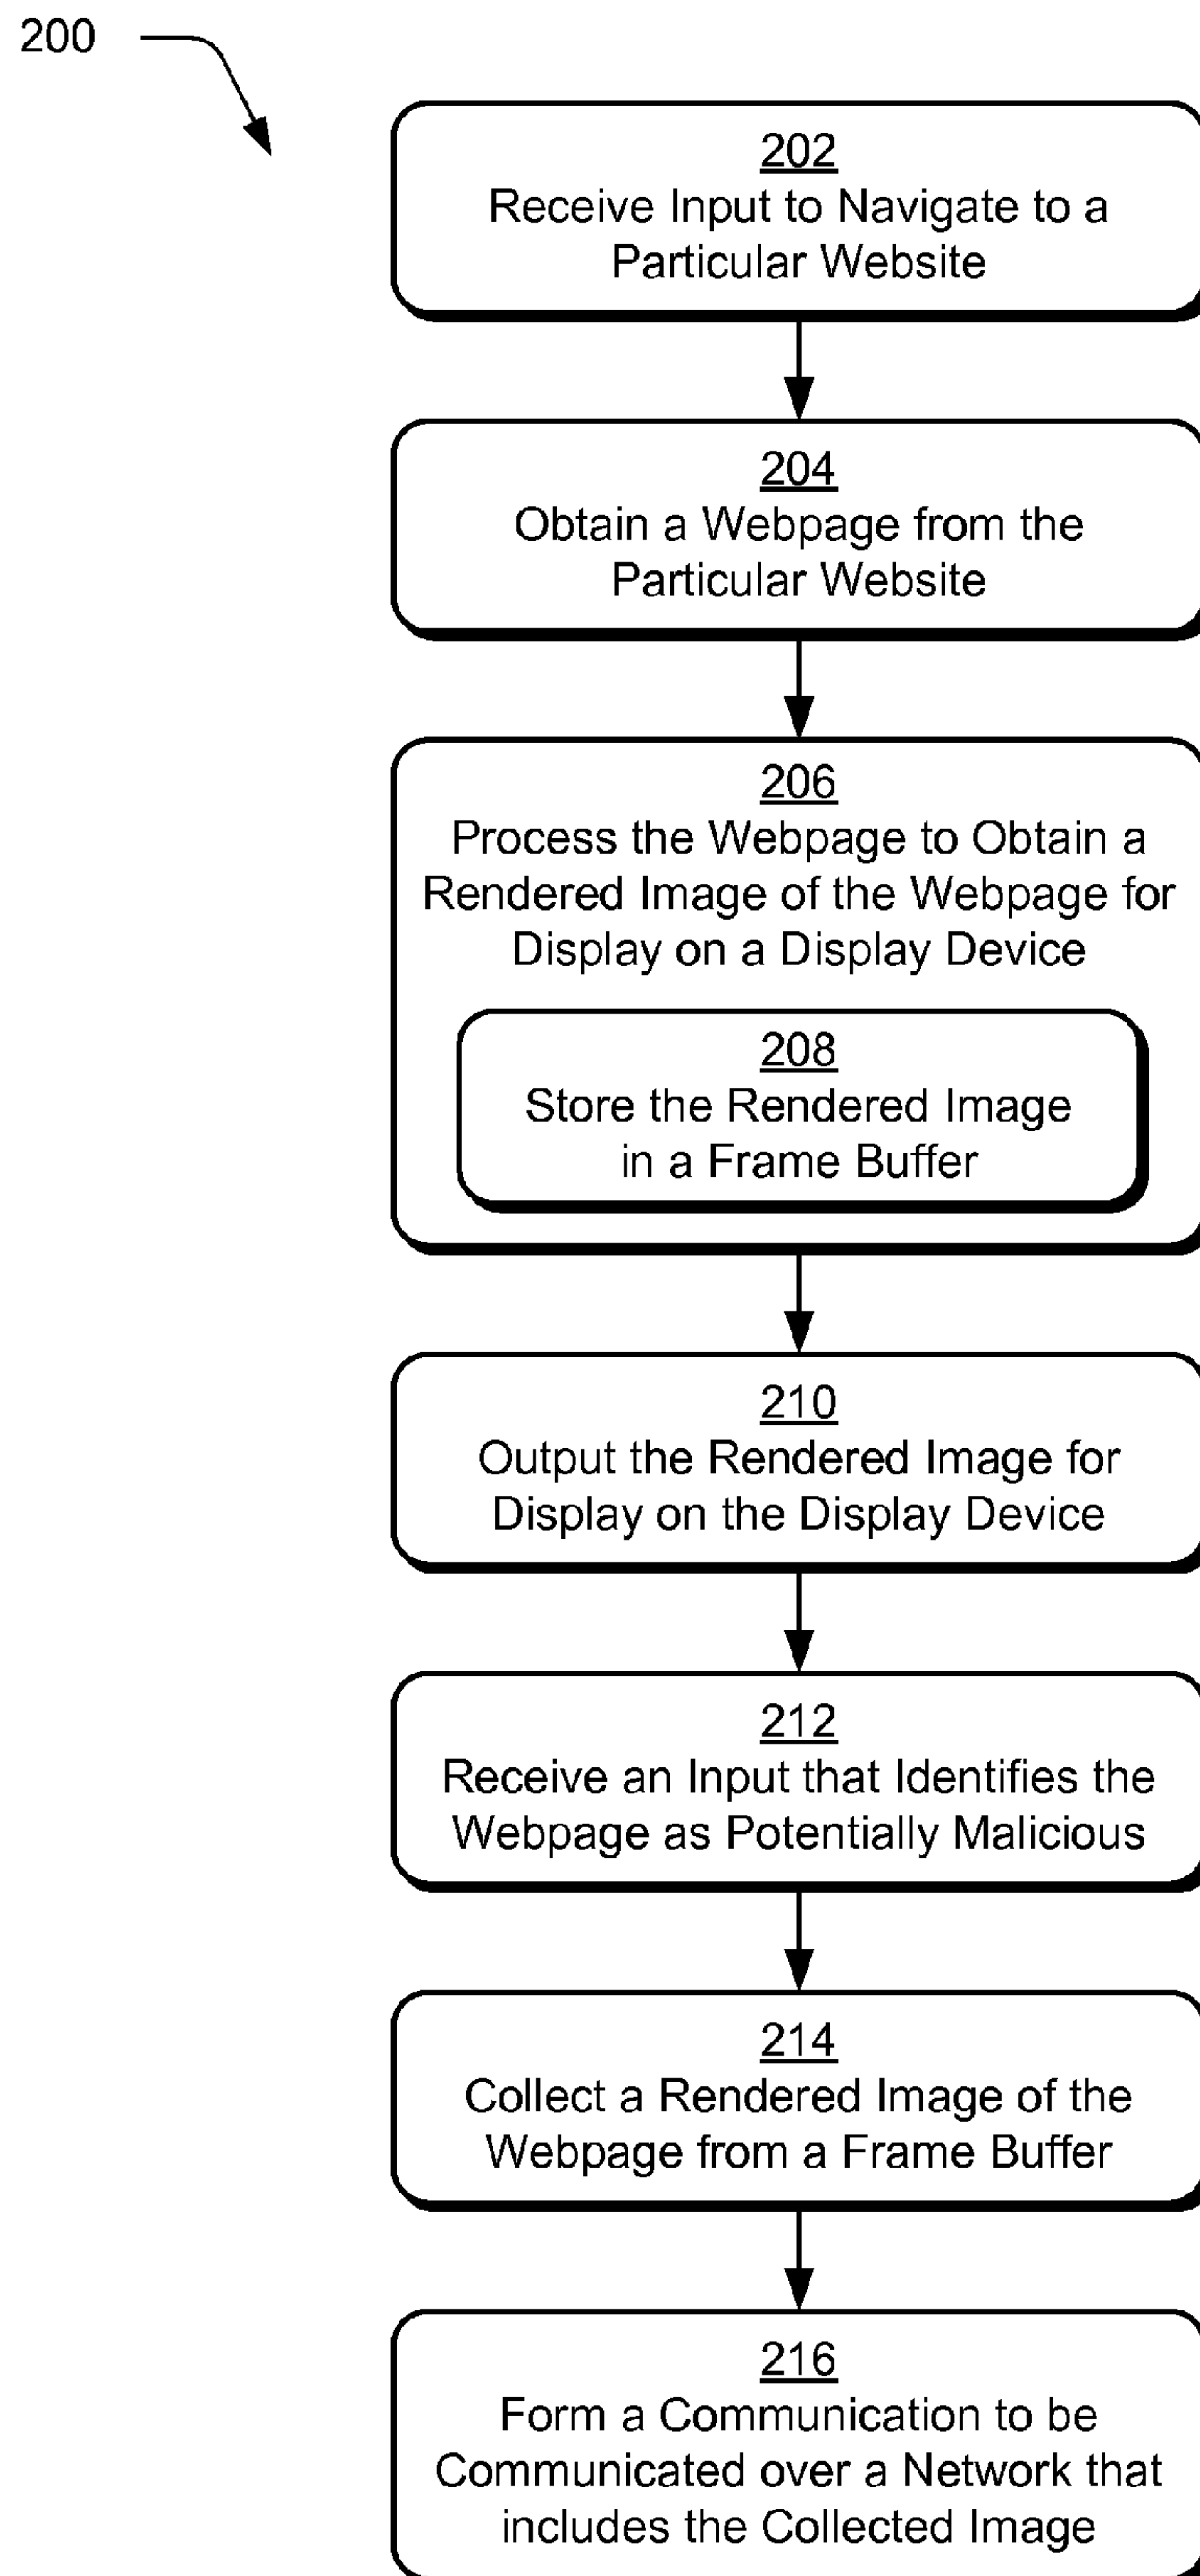 200
202
Receive Input to Navigate to a
Particular Website
204
Obtain a Webpage from the
Particular Website
206
Process the Webpage to Obtain a
Rendered Image of the Webpage for
Display on a Display Device
208
Store the Rendered Image
in a Frame Buffer
210
Output the Rendered Image for
Display on the Display Device
212
Receive an Input that Identifies the
Webpage as Potentially Malicious
214
Collect a Rendered Image of the
Webpage from a Frame Buffer
216
Form a Communication to be
Communicated over a Network that
includes the Collected Image